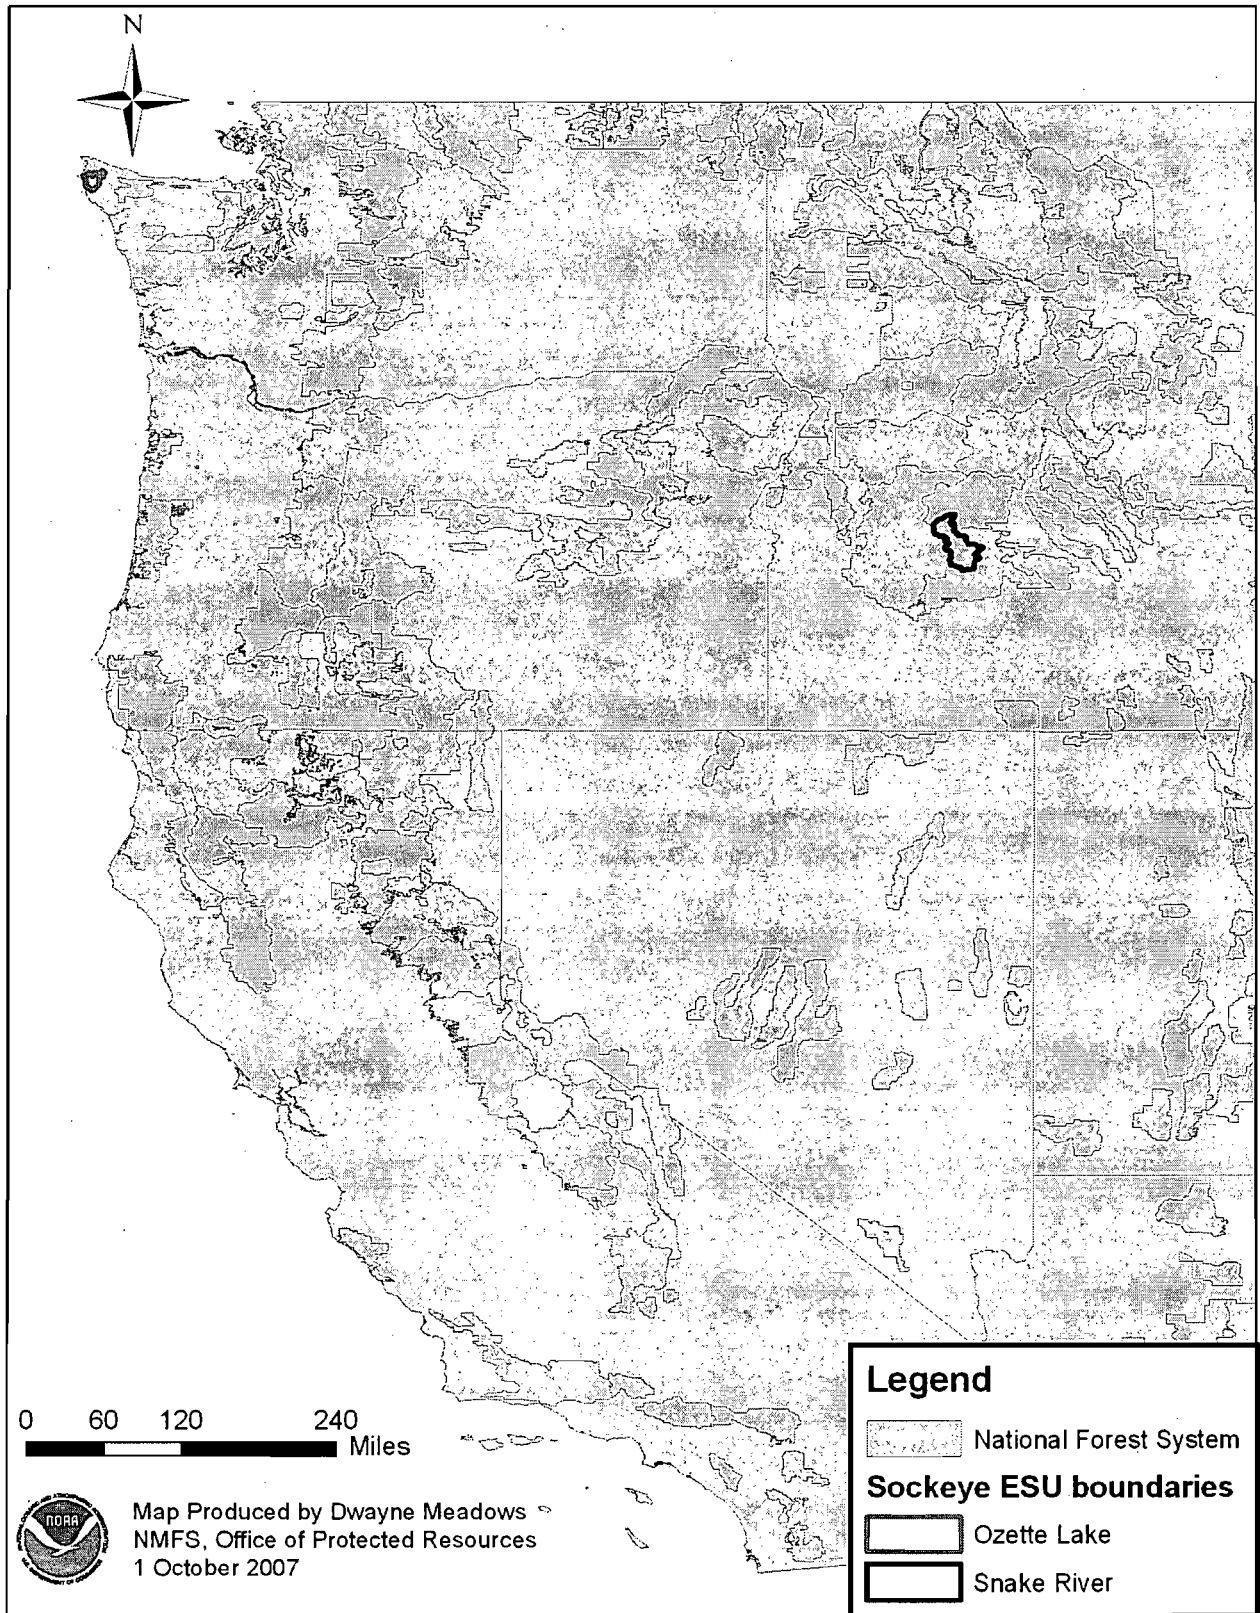 N
0 60 120 240
Miles
NOAA
Map Produced by Dwayne Meadows
NMFS, Office of Protected Resources
1 October 2007
Legend
National Forest System
Sockeye ESU boundaries
Ozette Lake
Snake River